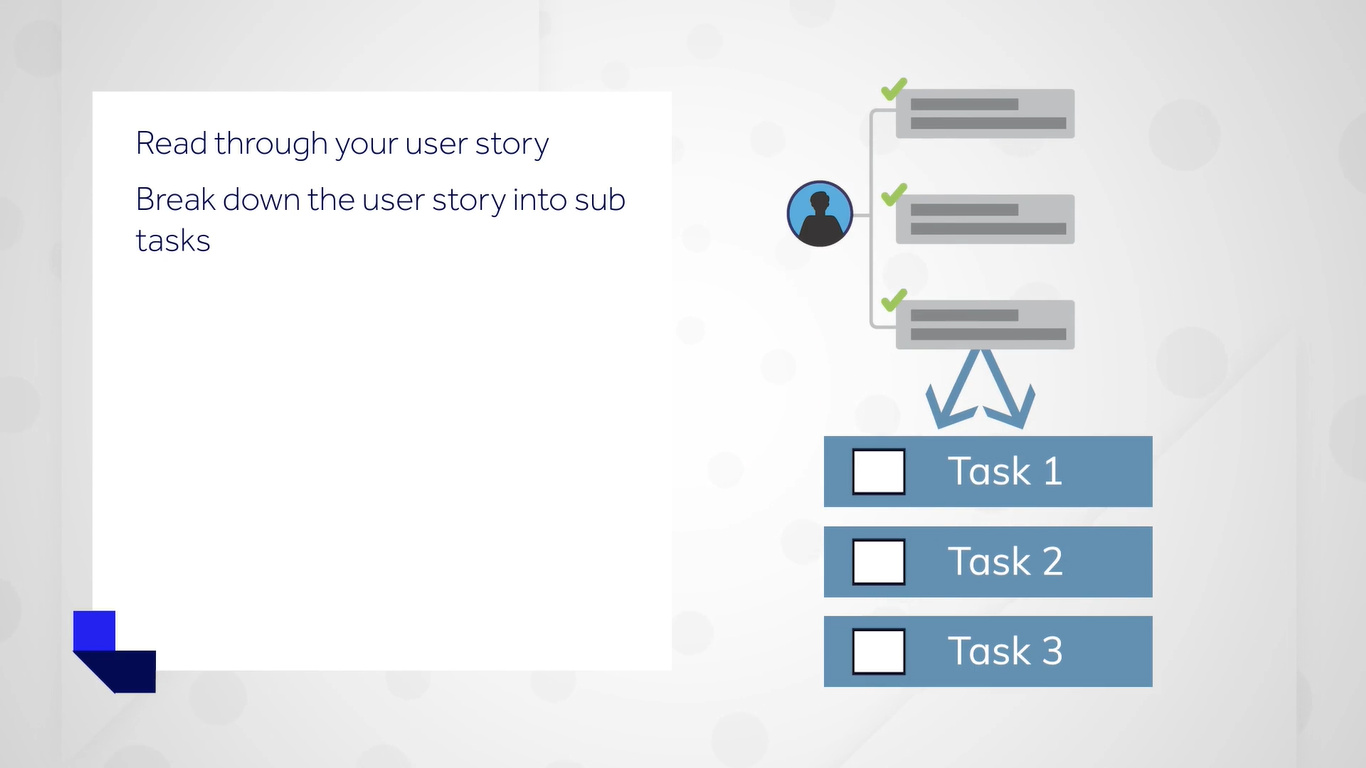 Read through your user story
Break down the user story into sub
tasks
Task 1
Task 2
Task 3